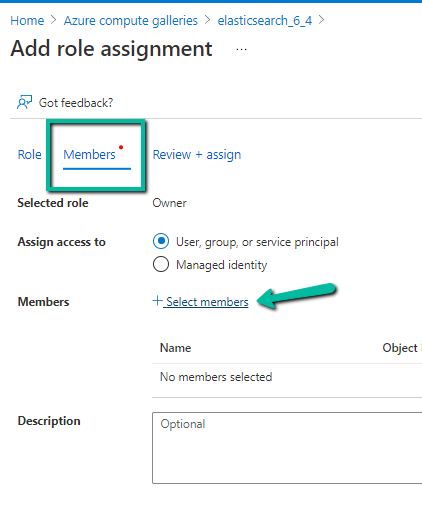 Home > Azure compute galleries > elasticsearch_6_4 >
Add role assignment ...
Got feedback?
Role Members Review + assign
Selected role Owner
Assign access to User, group, or service principal
Managed identity
Members + Select members
Name Object
No members selected
Description Optional